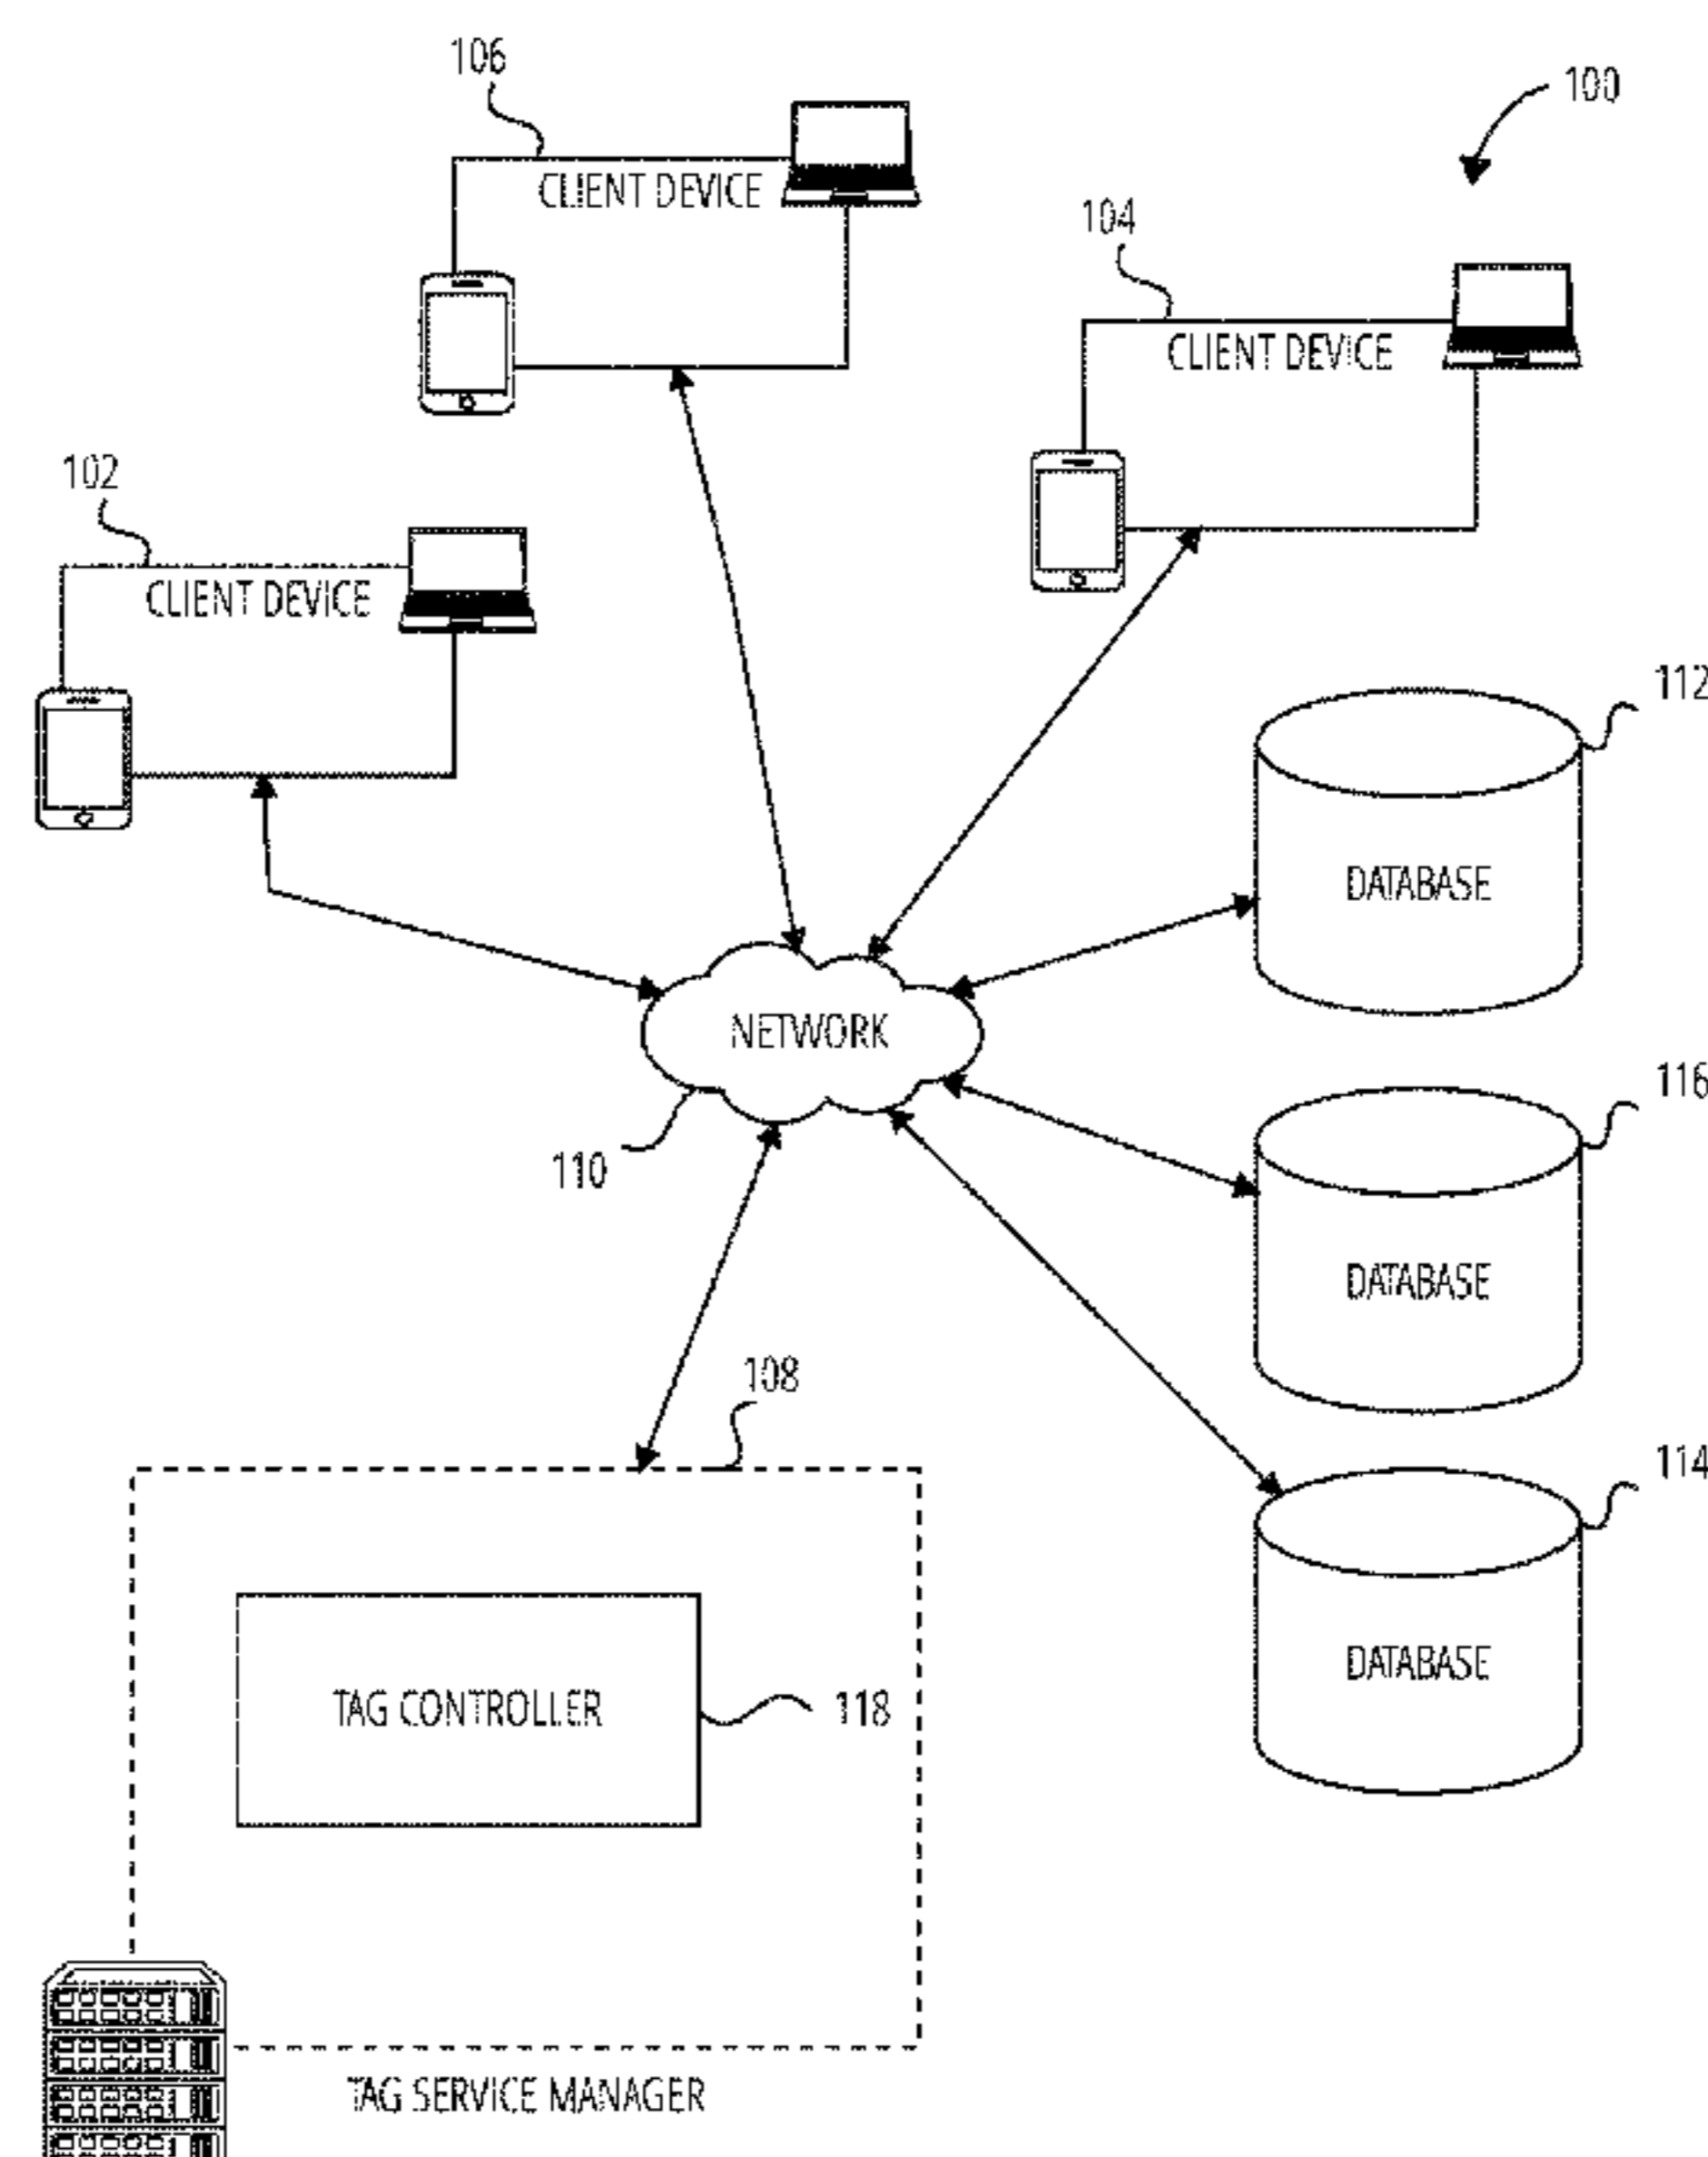 106
100
CLIENT DEVICE
104
CLIENT DEVICE
102
CLIENT DEVICE
112
DATABASE
NETWORK
116
110
DATABASE
108
114
DATABASE
TAG CONTROLLER
118
TAG SERVICE MANAGER